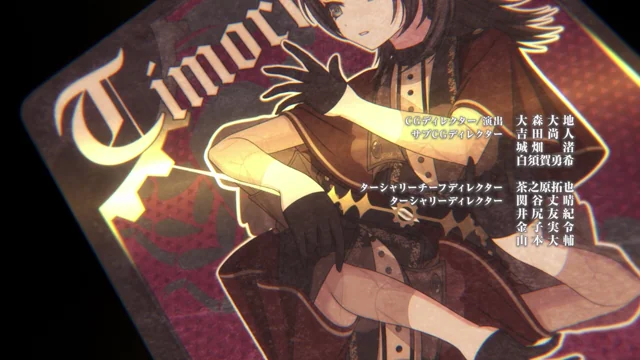 Timori
CGディレクター/演出 大森大地
サブCGディレクター 吉田尚人
城畑 渚
白須賀勇希
ターシャリーチーフディレクター 茶之原拓也
ターシャリーディレクター 関谷丈晴
井尻友紀
金子実令
山本大輔